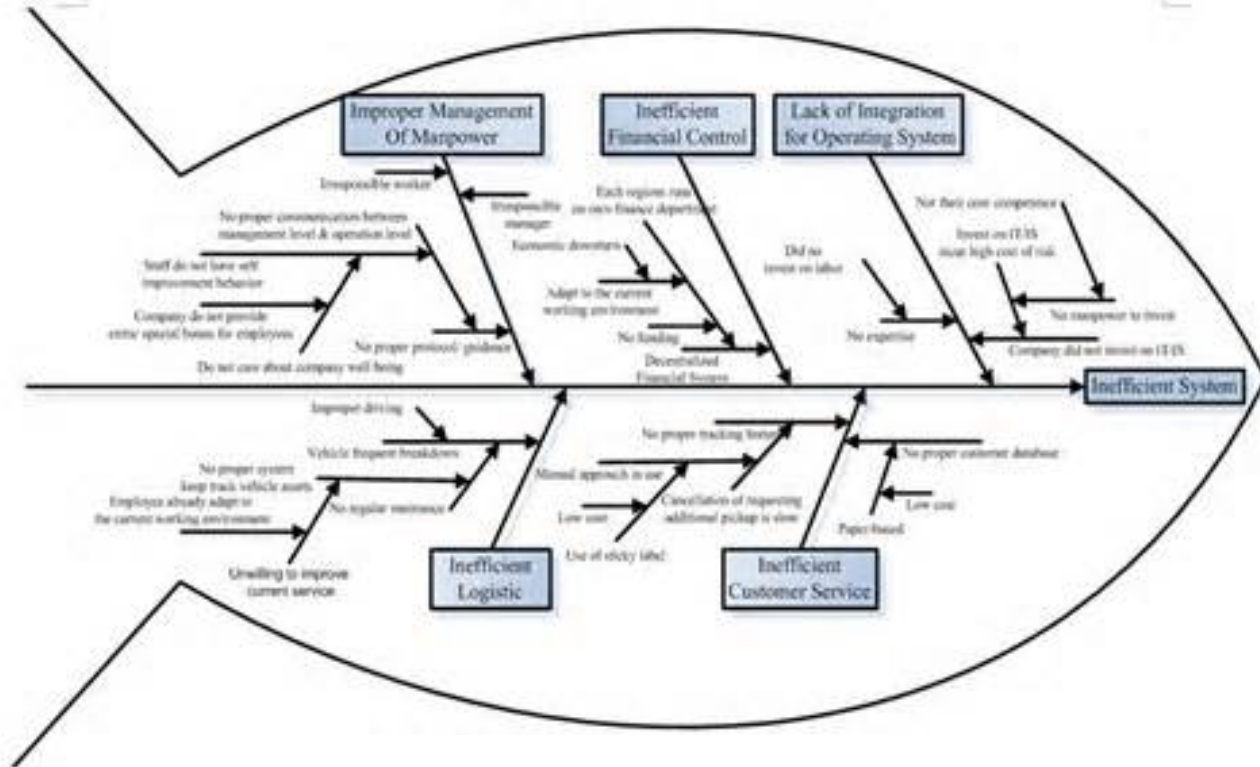 Improper Management
Of Manpower
Inefficient
Financial Control
Lack of Integration
for Operating System
Irresponsible worker
Irresponsible
manager
No proper communication between
management level & operation level
Staff do not have self
improvement behavior
Company do not provide
extra/ special bonus for employees
Do not care about company well being
No proper protocol/ guidance
Each regions runs
on own finance department
Economic downturn
Adapt to the current
working environment
No funding
Decentralized
Financial System
Did no
invest on labor
No expertise
Not their core competence
Invest on IT/IS
incur high cost of risk
No manpower to invest
Company did not invest on IT/IS
Inefficient System
Improper driving
Vehicle frequent breakdown
No proper system
keep track vehicle assets
Employee already adapt to
the current working environment
No regular
Unwilling to improve
current service
Inefficient
Logistic
No proper tracking
Manual approach in use
Low cost
Use of sticky label
Cancellation of requesting
additional pickup is slow
No proper customer database
Low cost
Paper-based
Inefficient
Customer Service